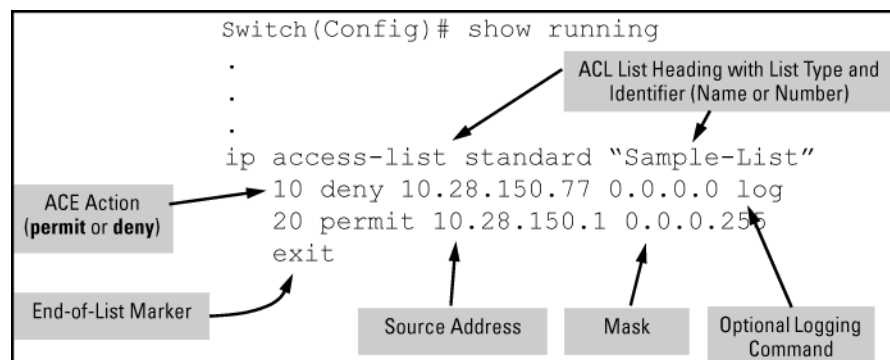 Switch(Config)# show running
.
.
.
ACL List Heading with List Type and
Identifier (Name or Number)
ip access-list standard “Sample-List”
10 deny 10.28.150.77 0.0.0.0 log
20 permit 10.28.150.1 0.0.0.255
exit
ACE Action
(permit or deny)
End-of-List Marker
Source Address
Mask
Optional Logging
Command